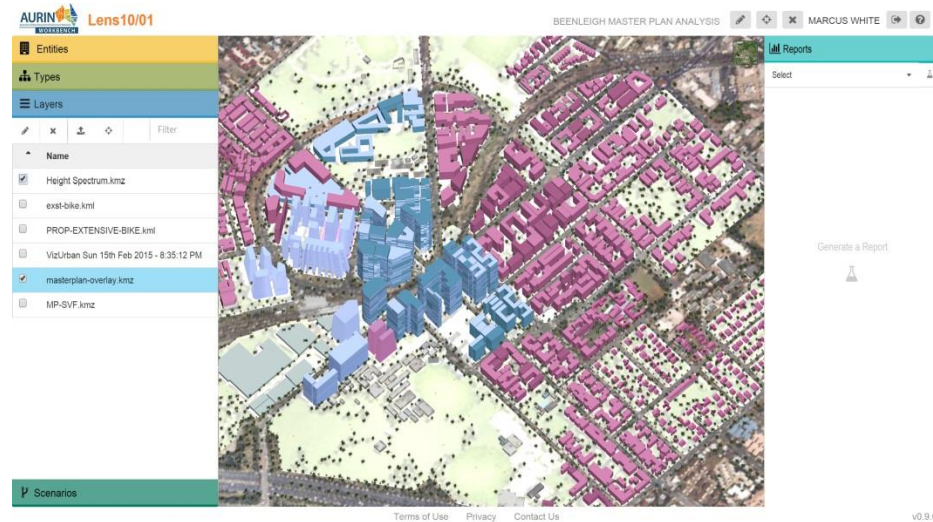 AURIN
WORKBENCH
Lens10/01
BEENLEIGH MASTER PLAN ANALYSIS
MARCUS WHITE
Entities
Types
Layers
Filter
Name
Height Spectrum.kmz
exst-bike.kml
PROP-EXTENSIVE-BIKE.kml
VizUrban Sun 15th Feb 2015 - 8:35:12 PM
masterplan-overlay.kmz
MP-SVF.kmz
Scenarios
Reports
Select
Generate a Report
Terms of Use Privacy Contact Us
v0.9.